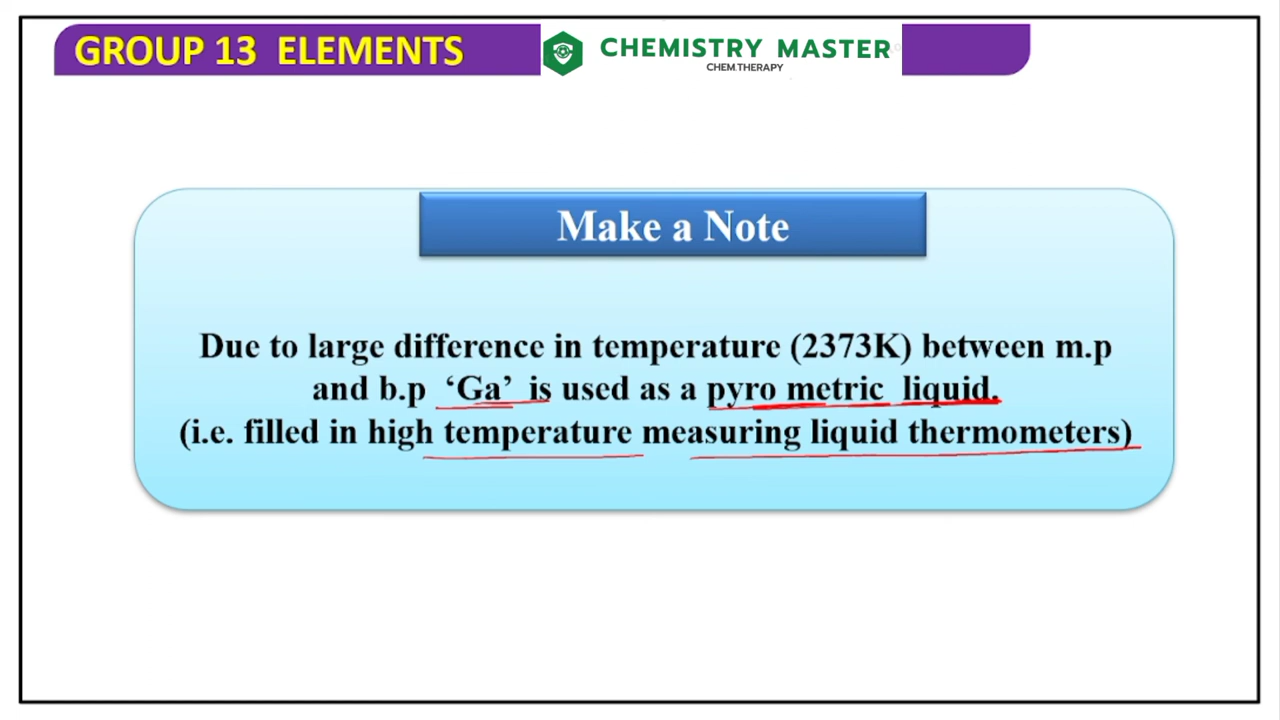 GROUP 13 ELEMENTS
CHEMISTRY MASTER
CHEM.THERAPY
Make a Note
Due to large difference in temperature (2373K) between m.p
and b.p ‘Ga’ is used as a pyro metric liquid.
(i.e. filled in high temperature measuring liquid thermometers)